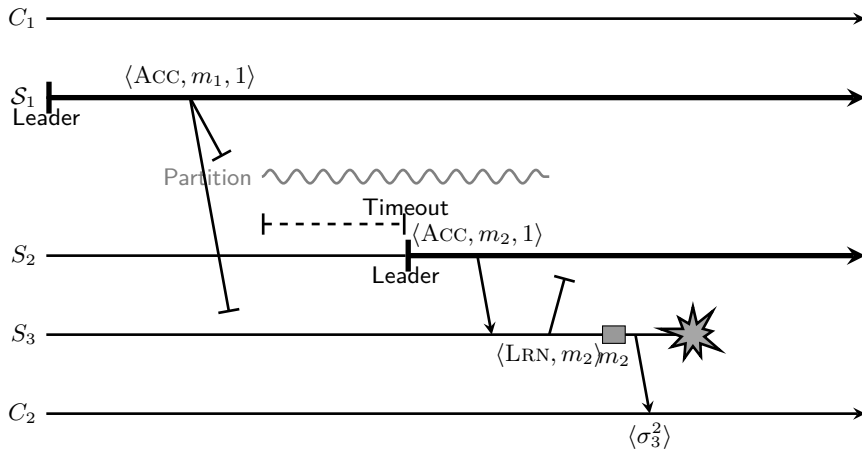 C₁
⟨Acc, m₁, 1⟩
𝒮₁
Leader
Partition
Timeout
⟨Acc, m₂, 1⟩
S₂
Leader
S₃
⟨Lrn, m₂⟩ m₂
C₂
⟨σ₃²⟩